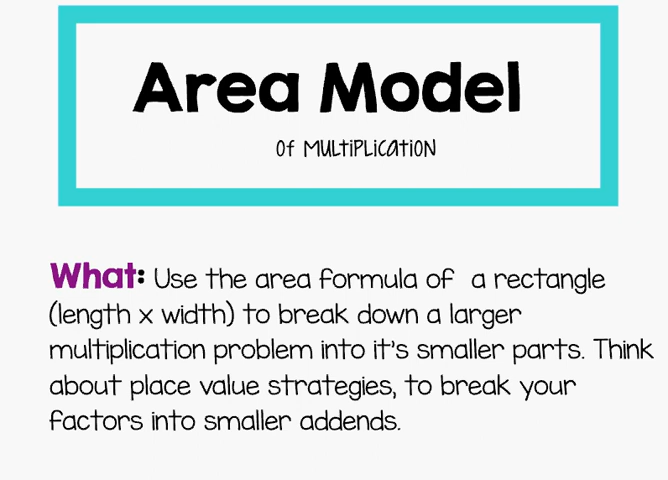 Area Model
Of MULTiPLicatiON
What: Use the area formula of a rectangle
(length x width) to break down a larger
multiplication problem into it's smaller parts. Think
about place value strategies, to break your
factors into smaller addends.